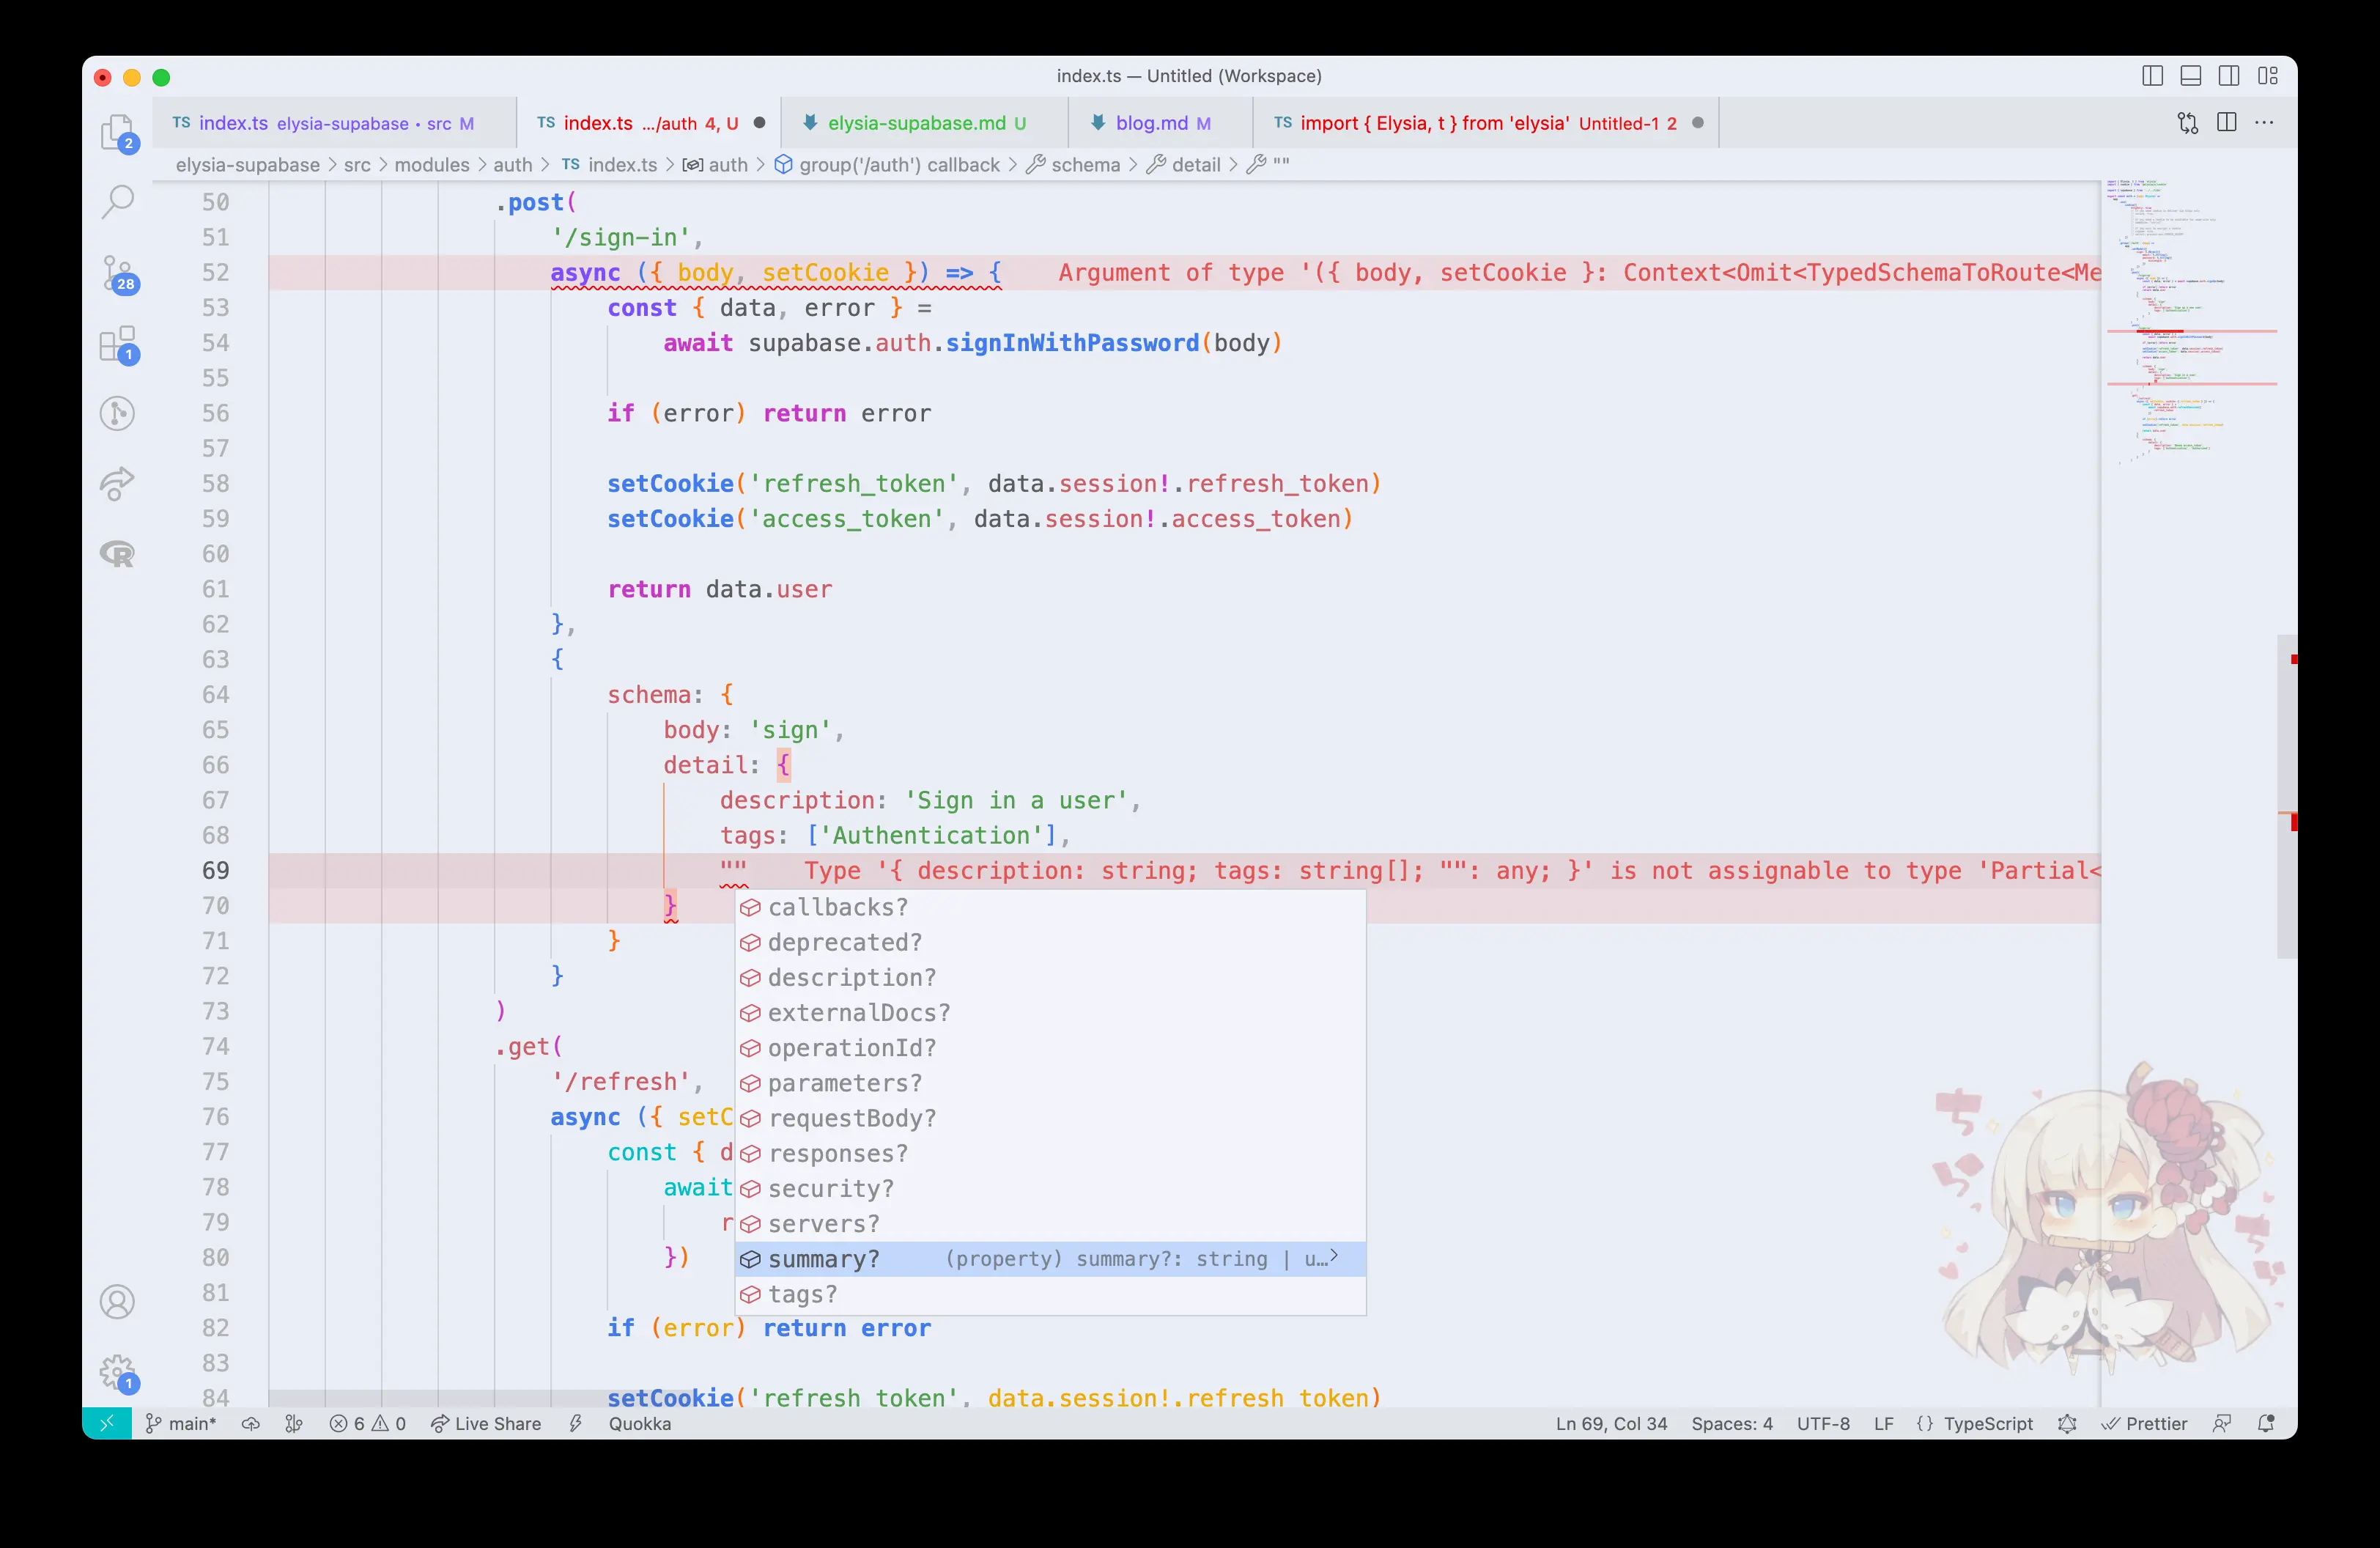 index.ts — Untitled (Workspace)
TS index.ts elysia-supabase • src M
TS index.ts .../auth 4, U
elysia-supabase.md U
blog.md M
TS import { Elysia, t } from 'elysia' Untitled-1 2
elysia-supabase > src > modules > auth > TS index.ts > auth > group('/auth') callback > schema > detail > ""
2
28
1
1
50 .post(
51 '/sign-in',
52 async ({ body, setCookie }) => { Argument of type '({ body, setCookie }: Context<Omit<TypedSchemaToRoute<Me
53 const { data, error } =
54 await supabase.auth.signInWithPassword(body)
55
56 if (error) return error
57
58 setCookie('refresh_token', data.session!.refresh_token)
59 setCookie('access_token', data.session!.access_token)
60
61 return data.user
62 },
63 {
64 schema: {
65 body: 'sign',
66 detail: {
67 description: 'Sign in a user',
68 tags: ['Authentication'],
69 "" Type '{ description: string; tags: string[]; "": any; }' is not assignable to type 'Partial<
70 }
71 }
72 }
73 )
74 .get(
75 '/refresh',
76 async ({ setC
77 const { d
78 await
79 r
80 })
81
82 if (error) return error
83
84 setCookie('refresh_token', data.session!.refresh_token)
callbacks?
deprecated?
description?
externalDocs?
operationId?
parameters?
requestBody?
responses?
security?
servers?
summary? (property) summary?: string | u…>
tags?
main* 6 0 Live Share Quokka Ln 69, Col 34 Spaces: 4 UTF-8 LF {} TypeScript Prettier